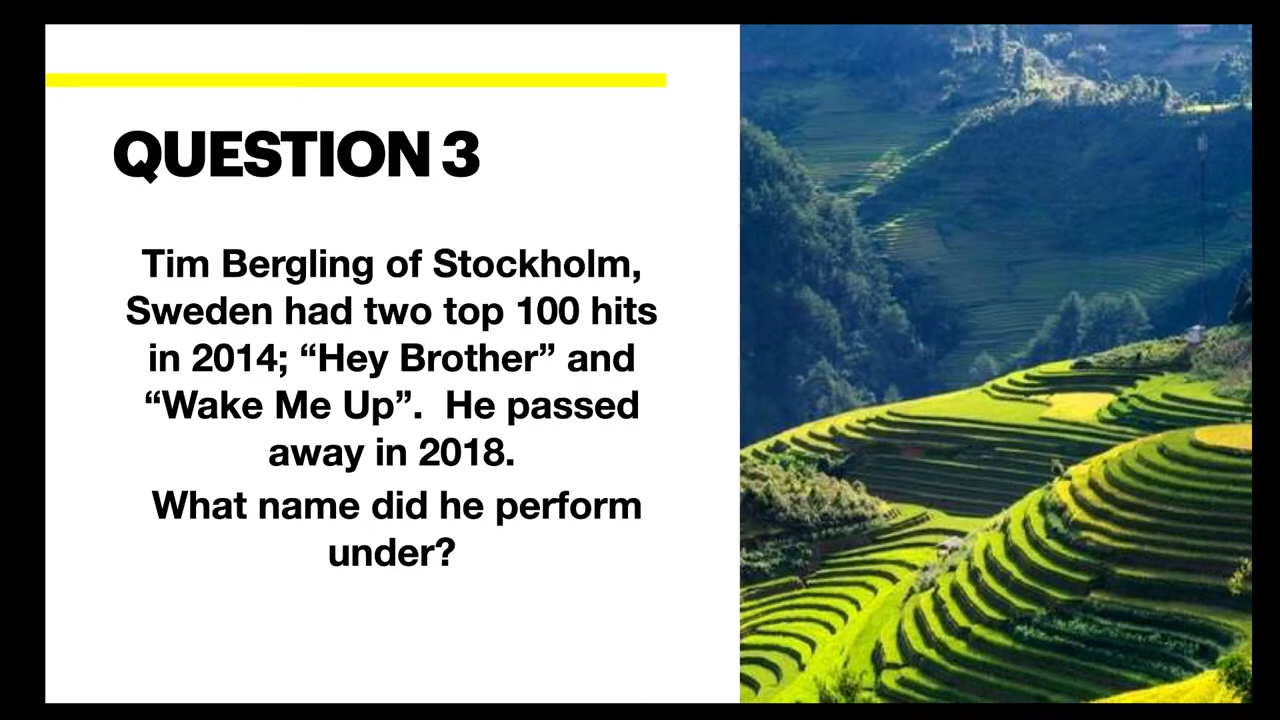 QUESTION 3
Tim Bergling of Stockholm,
Sweden had two top 100 hits
in 2014; “Hey Brother” and
“Wake Me Up”.  He passed
away in 2018.
What name did he perform
under?